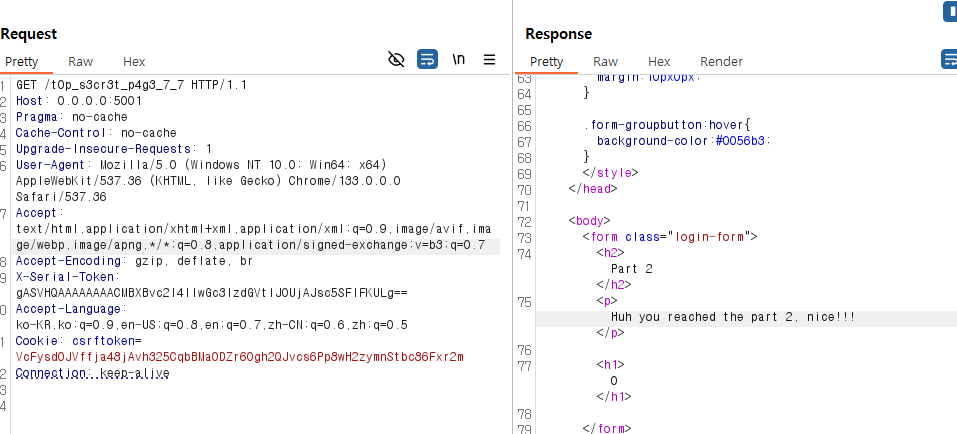 Request
Pretty Raw Hex
\n
1 GET /t0p_s3cr3t_p4g3_7_7 HTTP/1.1
2 Host: 0.0.0.0:5001
3 Pragma: no-cache
4 Cache-Control: no-cache
5 Upgrade-Insecure-Requests: 1
6 User-Agent: Mozilla/5.0 (Windows NT 10.0; Win64; x64)
AppleWebKit/537.36 (KHTML, like Gecko) Chrome/133.0.0.0
Safari/537.36
7 Accept:
text/html,application/xhtml+xml,application/xml;q=0.9,image/avif,ima
ge/webp,image/apng,*/*;q=0.8,application/signed-exchange;v=b3;q=0.7
8 Accept-Encoding: gzip, deflate, br
9 X-Serial-Token:
0 Accept-Language:
ko-KR,ko;q=0.9,en-US;q=0.8,en;q=0.7,zh-CN;q=0.6,zh;q=0.5
1 Cookie: csrftoken=
2 Connection: keep-alive
3
4
Response
Pretty Raw Hex Render
63 margin:10px0px;
64 }
65
66 .form-groupbutton:hover{
67 background-color:#0056b3;
68 }
69 </style>
70 </head>
71
72 <body>
73 <form class="login-form">
74 <h2>
Part 2
</h2>
75 <p>
Huh you reached the part 2, nice!!!
</p>
76
77 <h1>
0
</h1>
78
79 </form>